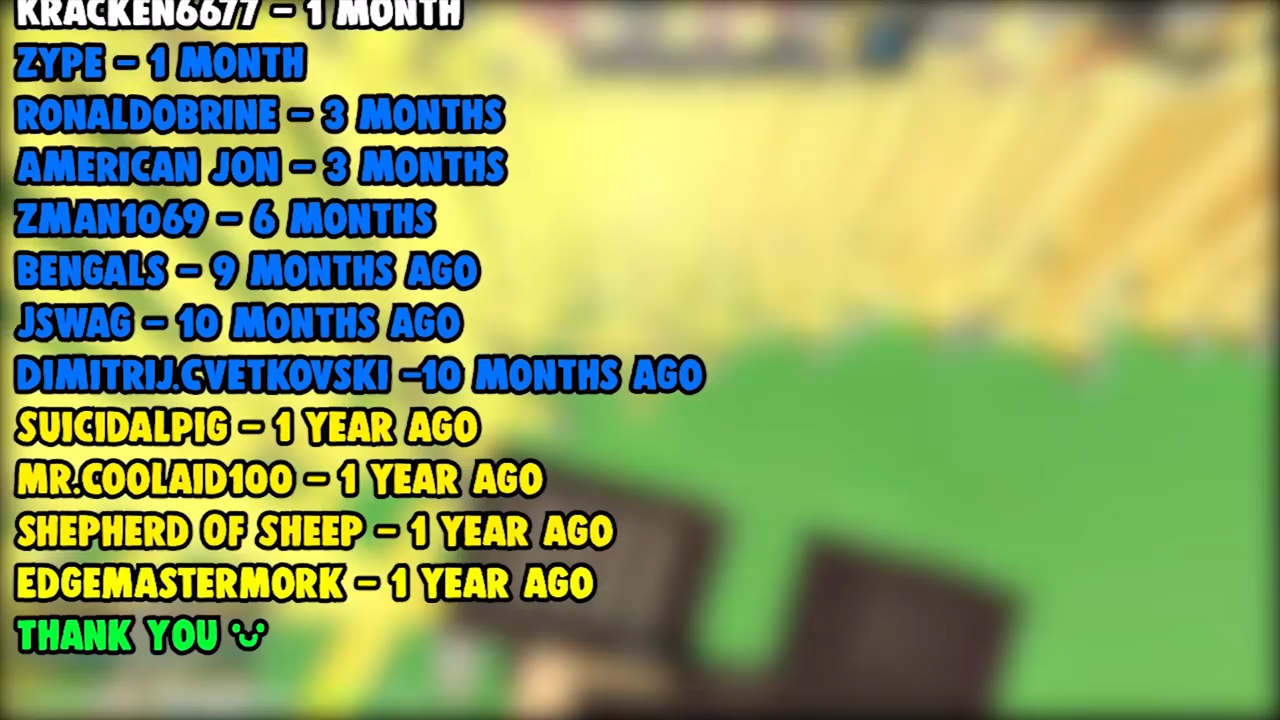 KRACKEN6677 – 1 MONTH
ZYPE – 1 MONTH
RONALDOBRINE – 3 MONTHS
AMERICAN JON – 3 MONTHS
ZMAN1069 – 6 MONTHS
BENGALS – 9 MONTHS AGO
JSWAG – 10 MONTHS AGO
DIMITRIJ.CVETKOVSKI –10 MONTHS AGO
SUICIDALPIG – 1 YEAR AGO
MR.COOLAID100 – 1 YEAR AGO
SHEPHERD OF SHEEP – 1 YEAR AGO
EDGEMASTERMORK – 1 YEAR AGO
THANK YOU